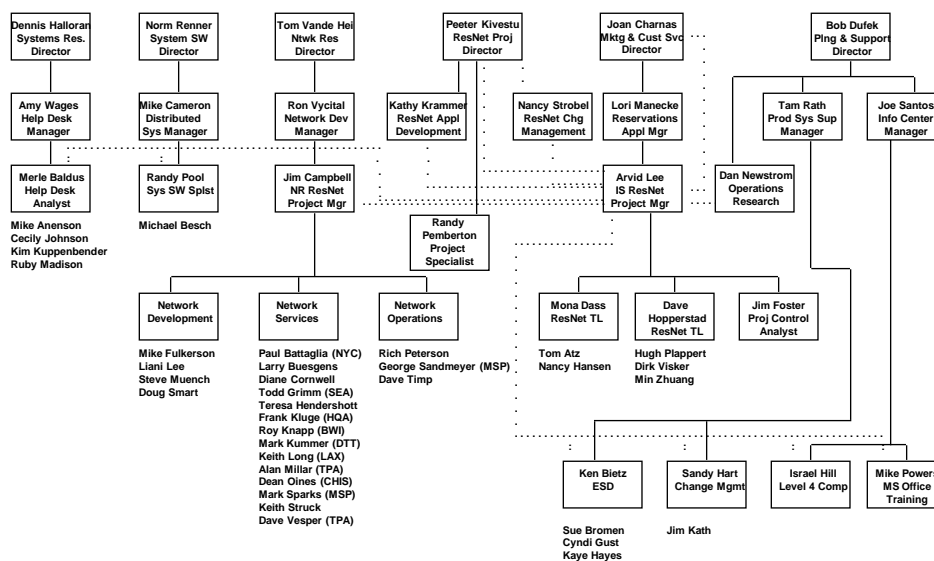 Dennis Halloran
Systems Res.
Director
Norm Renner
System SW
Director
Tom Vande Hei
Ntwk Res
Director
Peeter Kivestu
ResNet Proj
Director
Joan Charnas
Mktg & Cust Svc
Director
Bob Dufek
Plng & Support
Director
Amy Wages
Help Desk
Manager
Mike Cameron
Distributed
Sys Manager
Ron Vycital
Network Dev
Manager
Kathy Krammer
ResNet Appl
Development
Nancy Strobel
ResNet Chg
Management
Lori Manecke
Reservations
Appl Mgr
Tam Rath
Prod Sys Sup
Manager
Joe Santos
Info Center
Manager
Merle Baldus
Help Desk
Analyst
Randy Pool
Sys SW Splst
Jim Campbell
NR ResNet
Project Mgr
Arvid Lee
IS ResNet
Project Mgr
Dan Newstrom
Operations
Research
Mike Anenson
Cecily Johnson
Kim Kuppenbender
Ruby Madison
Michael Besch
Randy
Pemberton
Project
Specialist
Network
Development
Network
Services
Network
Operations
Mona Dass
ResNet TL
Dave
Hopperstad
ResNet TL
Jim Foster
Proj Control
Analyst
Mike Fulkerson
Liani Lee
Steve Muench
Doug Smart
Paul Battaglia (NYC)
Larry Buesgens
Diane Cornwell
Todd Grimm (SEA)
Teresa Hendershott
Frank Kluge (HQA)
Roy Knapp (BWI)
Mark Kummer (DTT)
Keith Long (LAX)
Alan Millar (TPA)
Dean Oines (CHIS)
Mark Sparks (MSP)
Keith Struck
Dave Vesper (TPA)
Rich Peterson
George Sandmeyer (MSP)
Dave Timp
Tom Atz
Nancy Hansen
Hugh Plappert
Dirk Visker
Min Zhuang
Ken Bietz
ESD
Sandy Hart
Change Mgmt
Israel Hill
Level 4 Comp
Mike Powers
MS Office
Training
Sue Bromen
Cyndi Gust
Kaye Hayes
Jim Kath